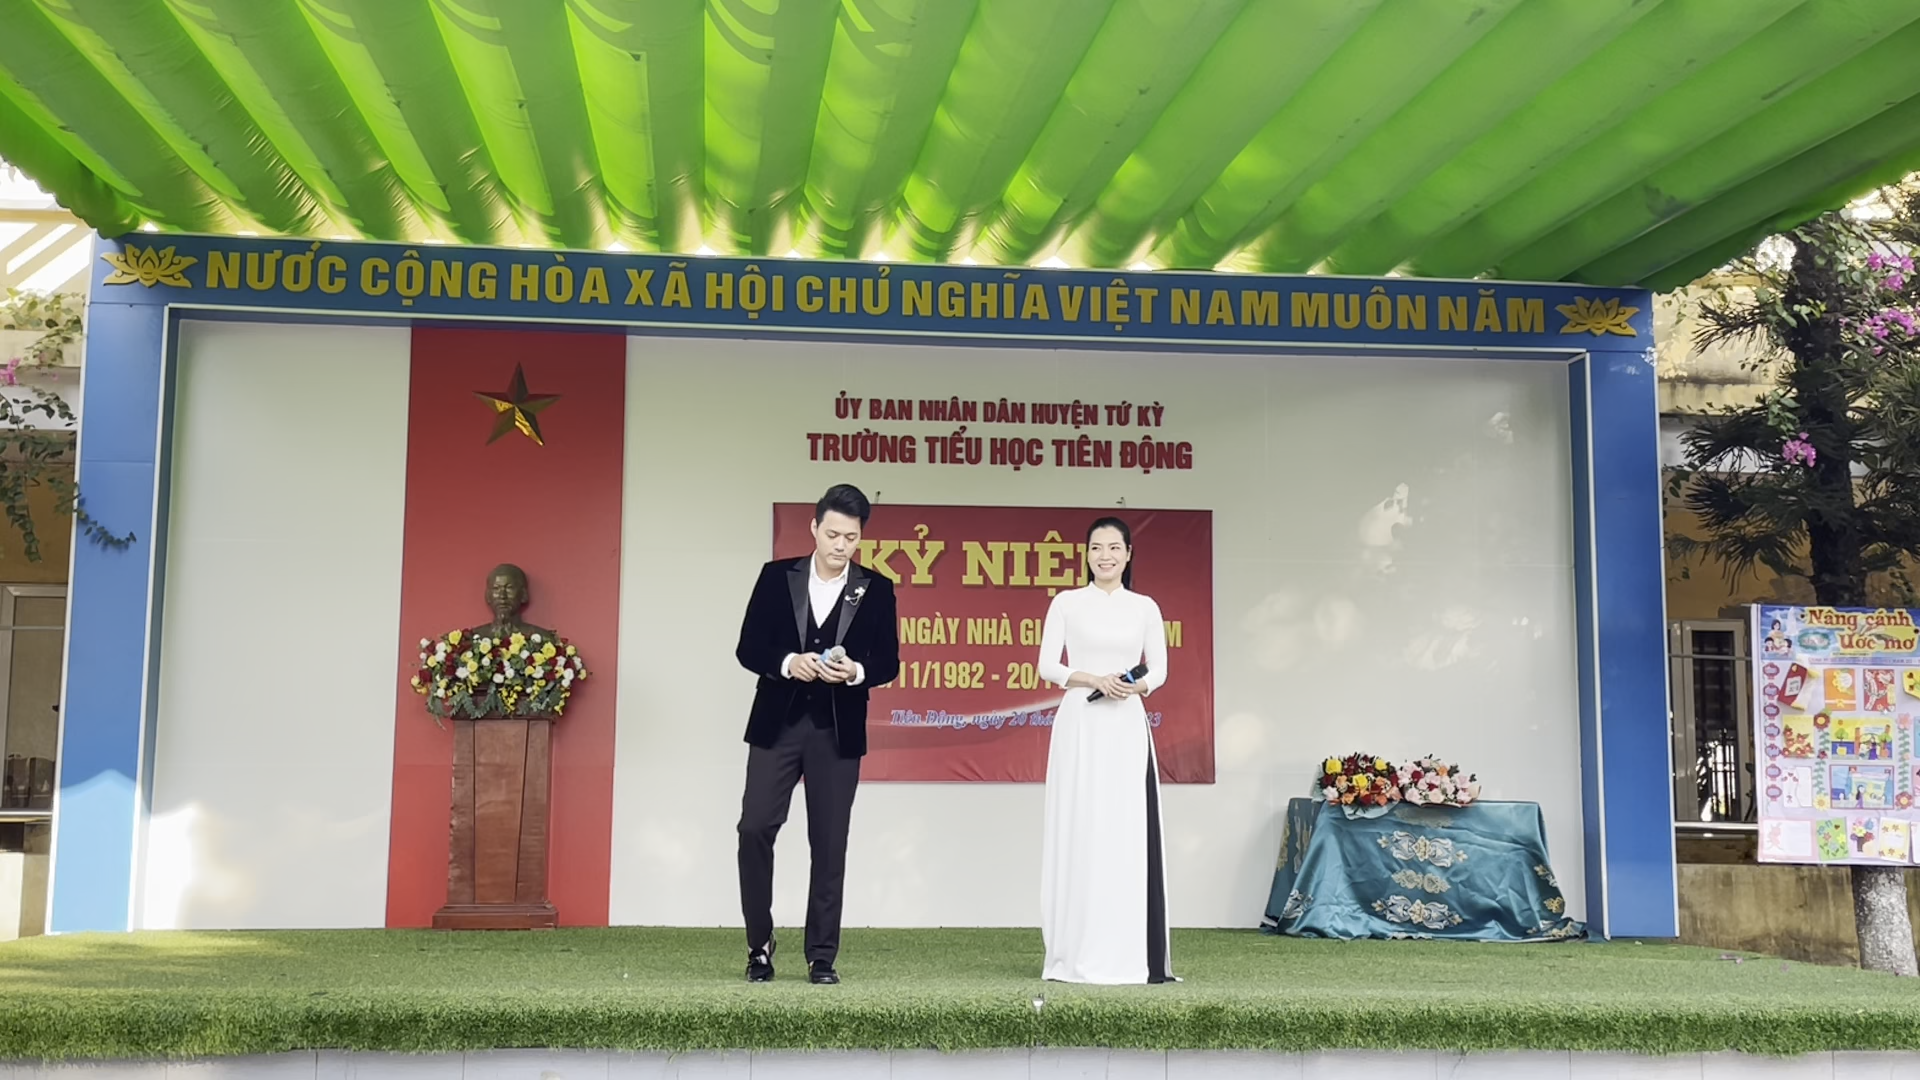 NƯỚC CỘNG HÒA XÃ HỘI CHỦ NGHĨA VIỆT NAM MUÔN NĂM
ỦY BAN NHÂN DÂN HUYỆN TỨ KỲ
TRƯỜNG TIỂU HỌC TIÊN ĐỘNG
KỶ NIỆ
NGÀY NHÀ GI
/11/1982 - 20/
Tiên Động, ngày 20 thá
Nâng cánh
Ước mơ